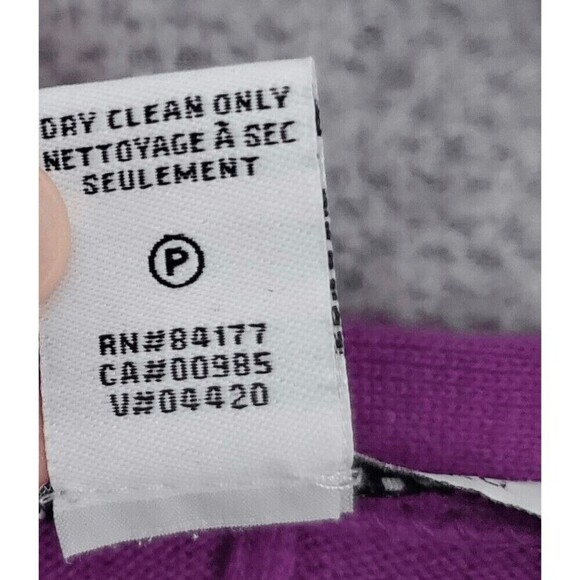 DRY CLEAN ONLY
NETTOYAGE À SEC
SEULEMENT
P
RN#84177
CA#00985
V#04420